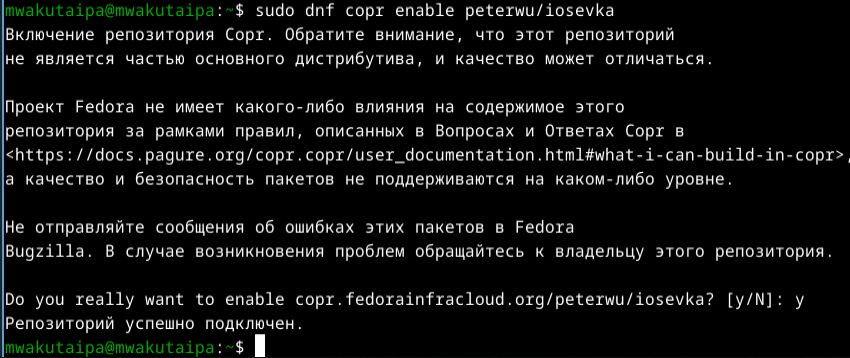 mwakutaipa@mwakutaipa:~$ sudo dnf copr enable peterwu/iosevka
Включение репозитория Copr. Обратите внимание, что этот репозиторий
не является частью основного дистрибутива, и качество может отличаться.

Проект Fedora не имеет какого-либо влияния на содержимое этого
репозитория за рамками правил, описанных в Вопросах и Ответах Copr в
<https://docs.pagure.org/copr.copr/user_documentation.html#what-i-can-build-in-copr>,
а качество и безопасность пакетов не поддерживаются на каком-либо уровне.

Не отправляйте сообщения об ошибках этих пакетов в Fedora
Bugzilla. В случае возникновения проблем обращайтесь к владельцу этого репозитория.

Do you really want to enable copr.fedorainfracloud.org/peterwu/iosevka? [y/N]: y
Репозиторий успешно подключен.
mwakutaipa@mwakutaipa:~$